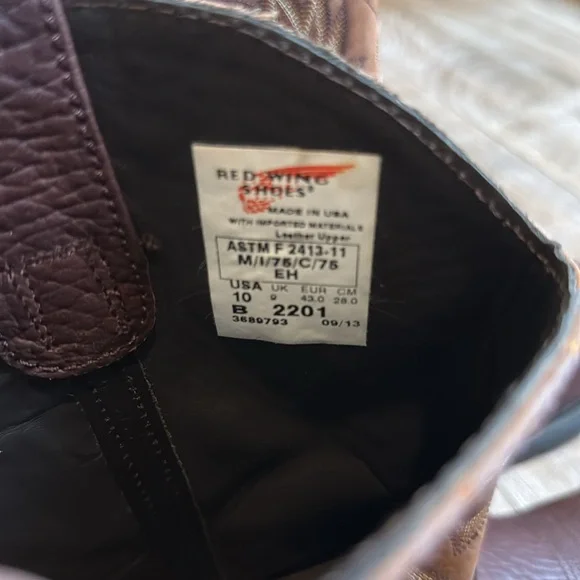 RED WING
SHOES®
MADE IN USA
WITH IMPORTED MATERIALS
Leather Upper
ASTM F 2413-11
M/I/75/C/75
EH
USA UK EUR CM
10 9 43.0 28.0
B 2201
3689793 09/13